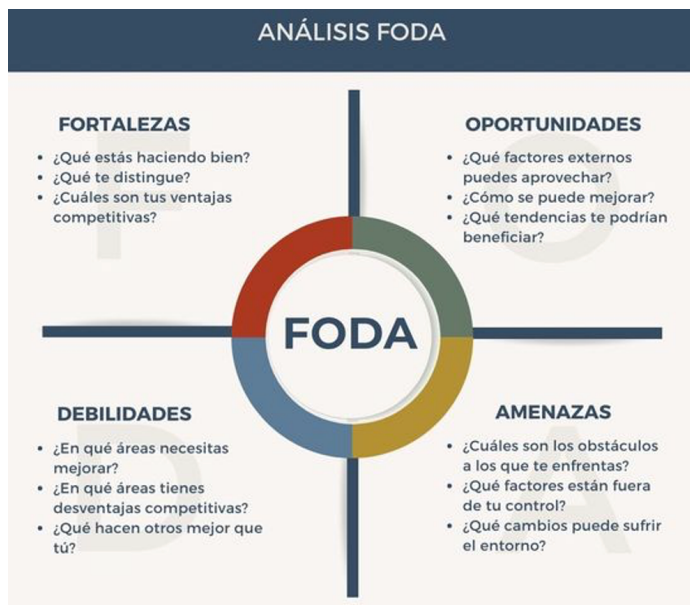 ANÁLISIS FODA
FORTALEZAS
• ¿Qué estás haciendo bien?
• ¿Qué te distingue?
• ¿Cuáles son tus ventajas
competitivas?
F
OPORTUNIDADES
• ¿Qué factores externos
puedes aprovechar?
• ¿Cómo se puede mejorar?
• ¿Qué tendencias te podrían
beneficiar?
O
FODA
DEBILIDADES
• ¿En qué áreas necesitas
mejorar?
• ¿En qué áreas tienes
desventajas competitivas?
• ¿Qué hacen otros mejor que
tú?
D
AMENAZAS
• ¿Cuáles son los obstáculos
a los que te enfrentas?
• ¿Qué factores están fuera
de tu control?
• ¿Qué cambios puede sufrir
el entorno?
A